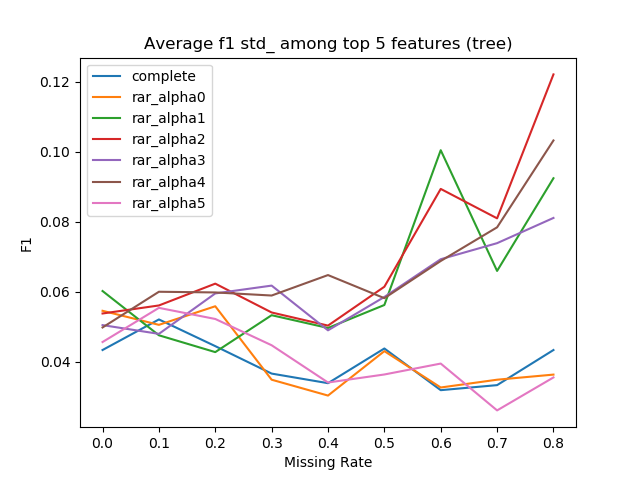 Average f1 std_ among top 5 features (tree)
complete
rar_alpha0
rar_alpha1
rar_alpha2
rar_alpha3
rar_alpha4
rar_alpha5
0.12
0.10
0.08
0.06
0.04
F1
0.0 0.1 0.2 0.3 0.4 0.5 0.6 0.7 0.8
Missing Rate